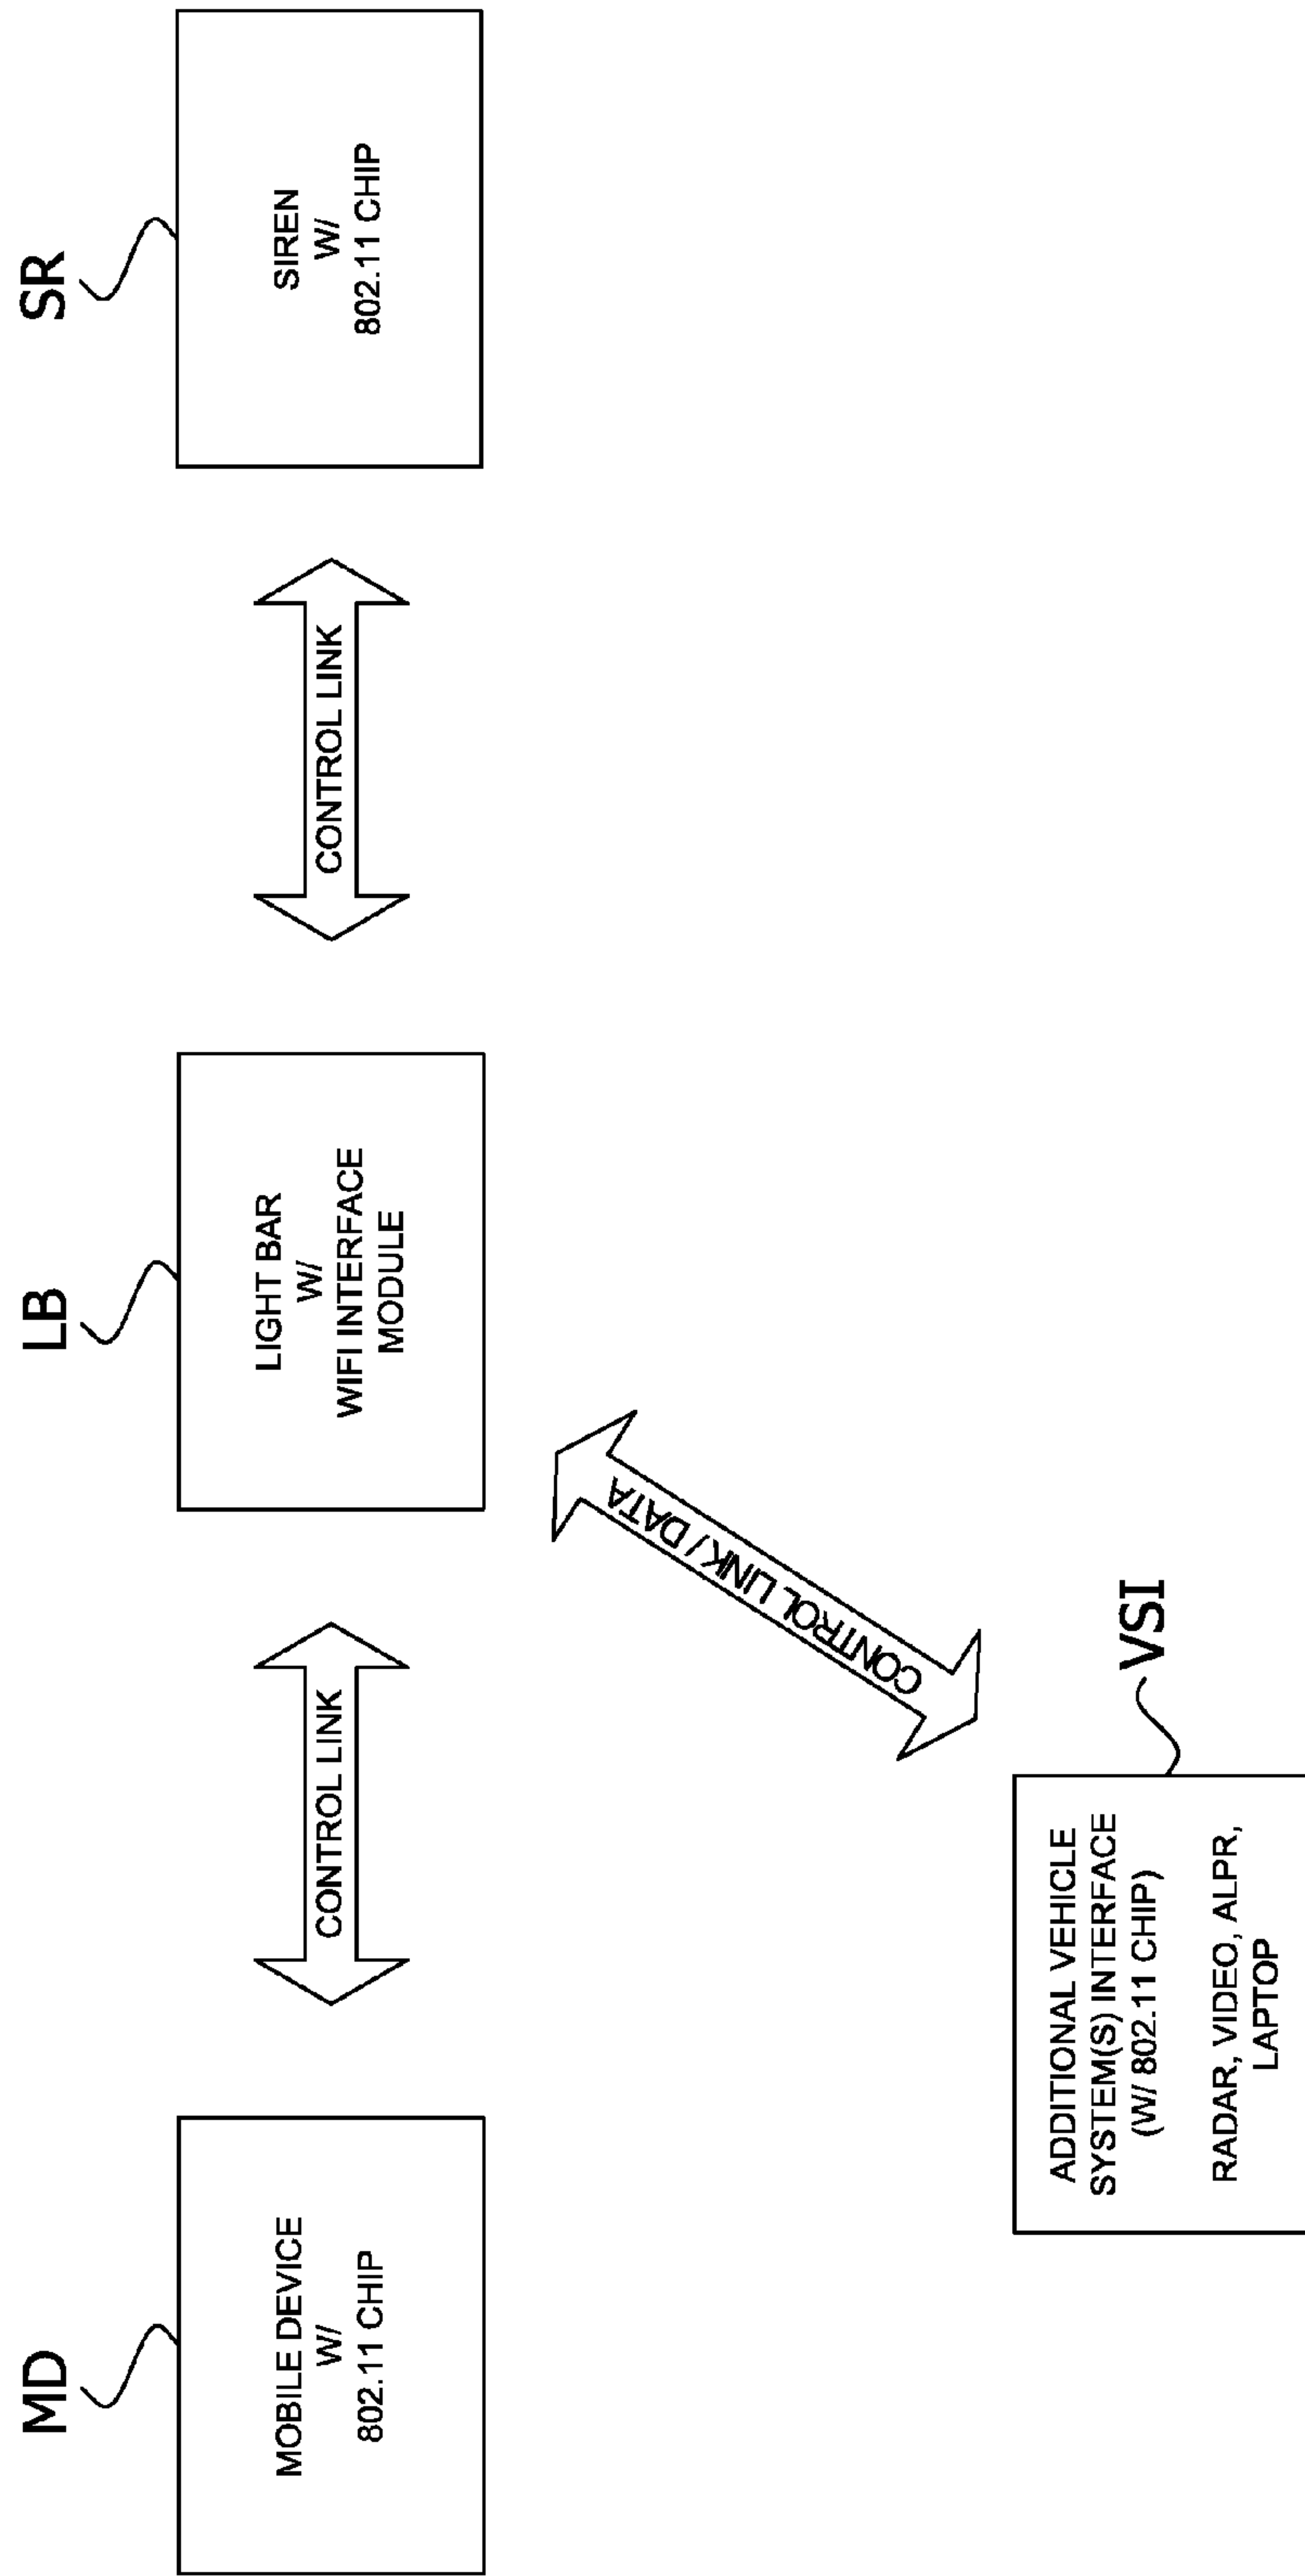 MD
MOBILE DEVICE
W/
802.11 CHIP
CONTROL LINK
LB
LIGHT BAR
W/
WIFI INTERFACE
MODULE
CONTROL LINK
SR
SIREN
W/
802.11 CHIP
CONTROL LINK / DATA
VSI
ADDITIONAL VEHICLE
SYSTEM(S) INTERFACE
(W/ 802.11 CHIP)
RADAR, VIDEO, ALPR,
LAPTOP